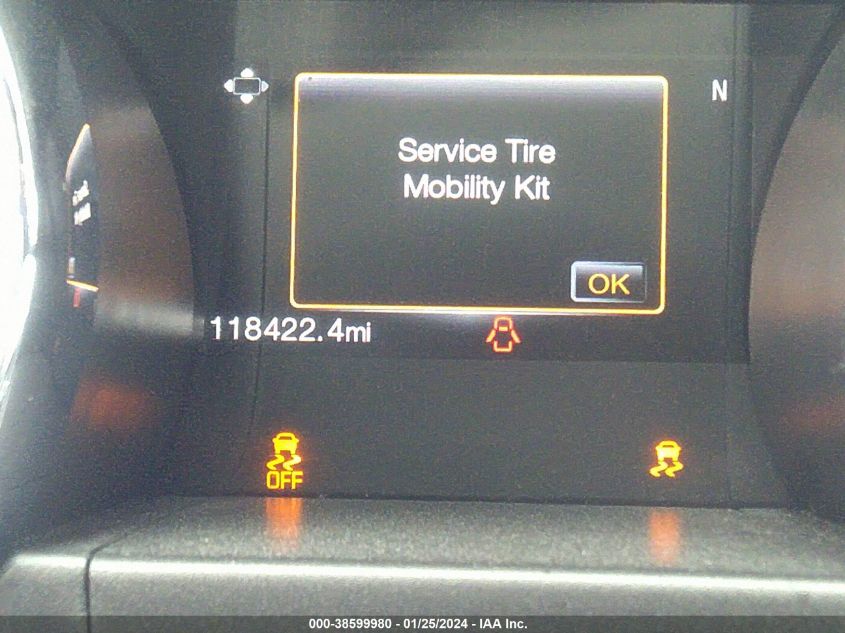 N
Service Tire
Mobility Kit
OK
118422.4mi
OFF
000-38599980 - 01/25/2024 - IAA Inc.